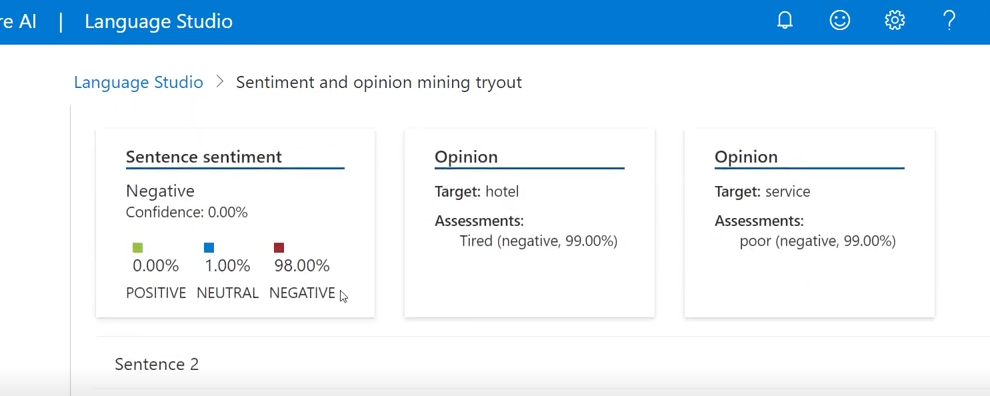 re AI | Language Studio
Language Studio > Sentiment and opinion mining tryout
Sentence sentiment
Negative
Confidence: 0.00%
0.00% 1.00% 98.00%
POSITIVE NEUTRAL NEGATIVE
Opinion
Target: hotel
Assessments:
Tired (negative, 99.00%)
Opinion
Target: service
Assessments:
poor (negative, 99.00%)
Sentence 2